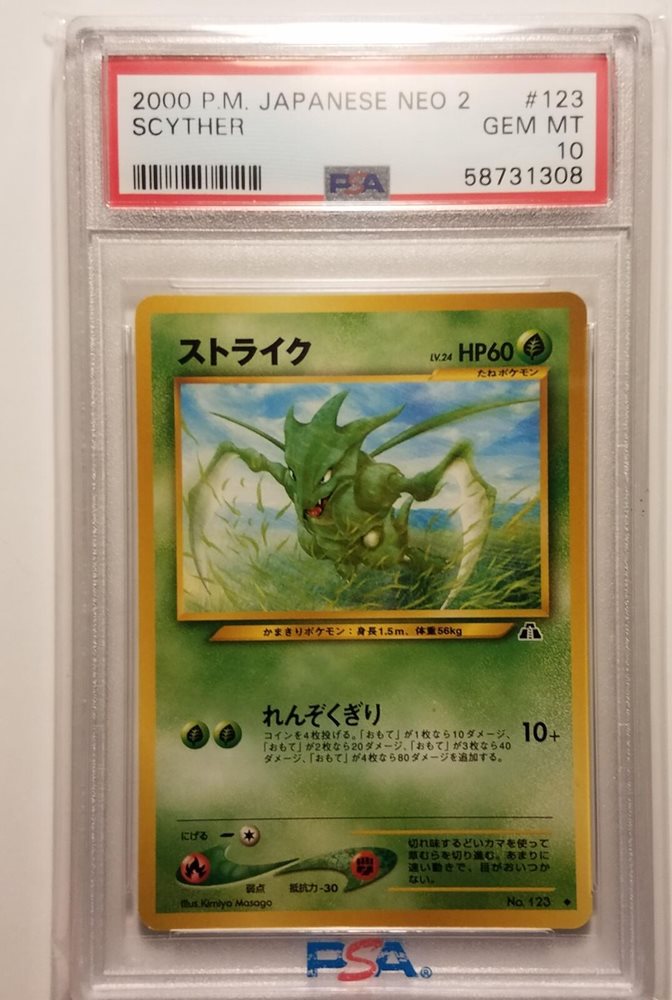 2000 P.M. JAPANESE NEO 2 #123
SCYTHER GEM MT
10
PSA 58731308
ストライク LV.24 HP60
たねポケモン
かまきりポケモン：身長1.5m、体重56kg
れんぞくぎり 10+
コインを4枚投げる。「おもて」が1枚なら10ダメージ、
「おもて」が2枚なら20ダメージ、「おもて」が3枚なら40
ダメージ、「おもて」が4枚なら80ダメージを追加する。
にげる
弱点 抵抗力-30
切れ味するどいカマを使って
草むらを切り進む。あまりに
速い動きで、目がおいつか
ない。
Illus. Kimiya Masago No. 123
PSA®